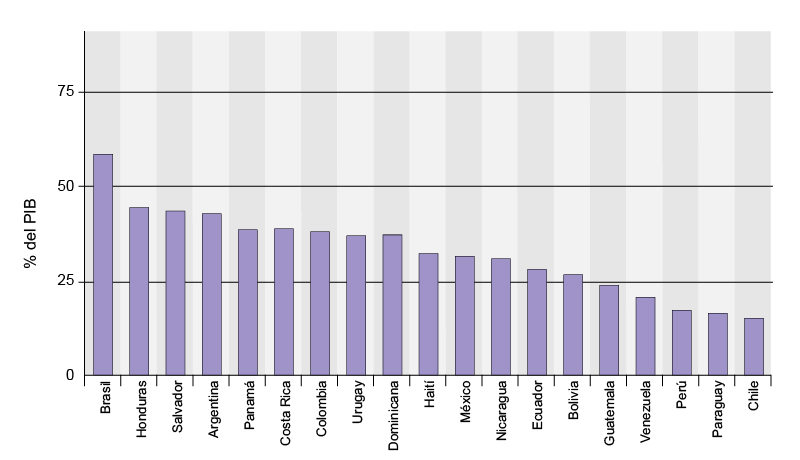 75
50
25
0
% del PIB
Brasil
Honduras
Salvador
Argentina
Panamá
Costa Rica
Colombia
Urugay
Dominicana
Haití
México
Nicaragua
Ecuador
Bolivia
Guatemala
Venezuela
Perú
Paraguay
Chile